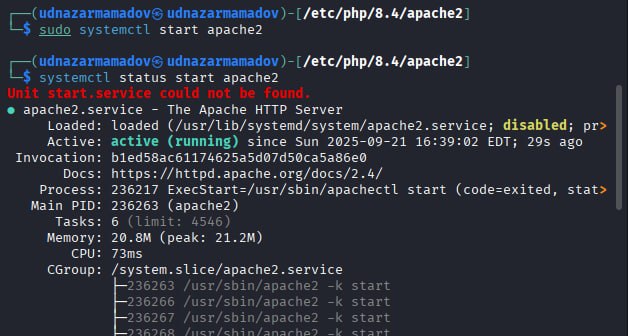 ┌──(udnazarmamadov㉿ udnazarmamadov)-[/etc/php/8.4/apache2]
└─$ sudo systemctl start apache2
┌──(udnazarmamadov㉿ udnazarmamadov)-[/etc/php/8.4/apache2]
└─$ systemctl status start apache2
Unit start.service could not be found.
● apache2.service - The Apache HTTP Server
Loaded: loaded (/usr/lib/systemd/system/apache2.service; disabled; pr>
Active: active (running) since Sun 2025-09-21 16:39:02 EDT; 29s ago
Invocation: b1ed58ac61174625a5d07d50ca5a86e0
Docs: https://httpd.apache.org/docs/2.4/
Process: 236217 ExecStart=/usr/sbin/apachectl start (code=exited, stat>
Main PID: 236263 (apache2)
Tasks: 6 (limit: 4546)
Memory: 20.8M (peak: 21.2M)
CPU: 73ms
CGroup: /system.slice/apache2.service
├─236263 /usr/sbin/apache2 -k start
├─236266 /usr/sbin/apache2 -k start
├─236267 /usr/sbin/apache2 -k start
├─236268 /usr/sbin/apache2 -k start